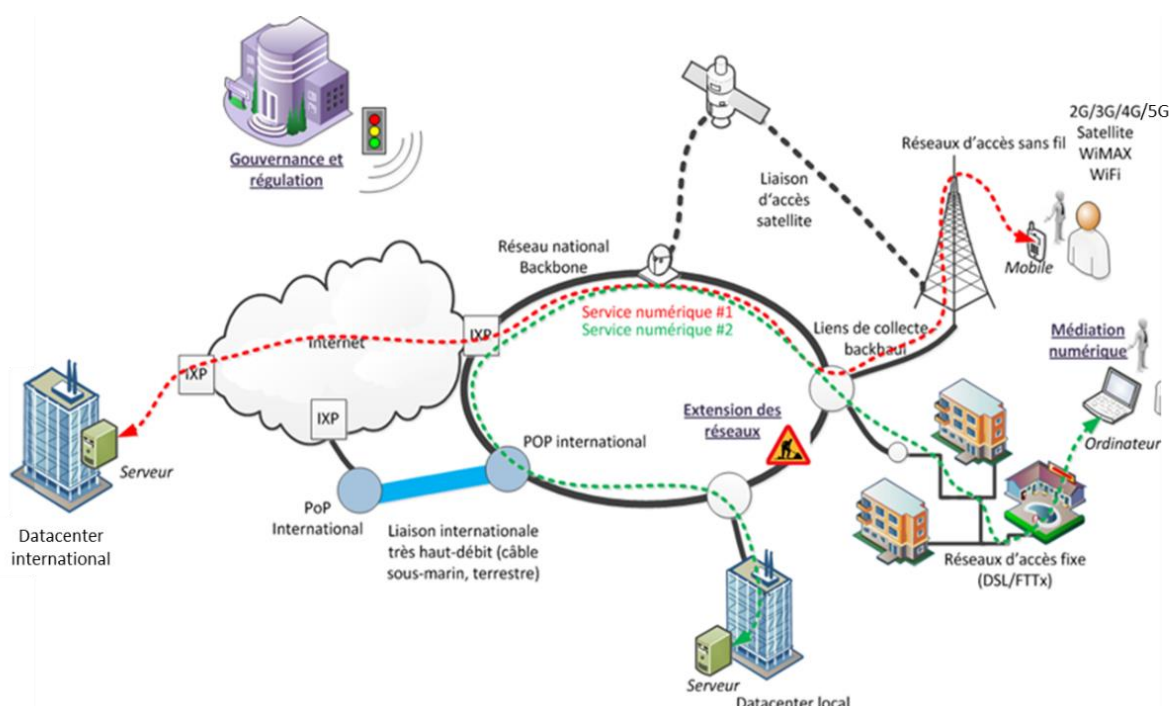 Gouvernance et
régulation
2G/3G/4G/5G
Satellite
WiMAX
WiFi
Réseaux d'accès sans fil
Liaison
d'accès
satellite
Mobile
Réseau national
Backbone
Service numérique #1
Service numérique #2
Liens de collecte
backbaul
Médiation
numérique
Internet
IXP
IXP
IXP
Extension des
réseaux
Ordinateur
POP international
Serveur
PoP
International
Liaison internationale
très haut-débit (câble
sous-marin, terrestre)
Datacenter
international
Réseaux d'accès fixe
(DSL/FTTx)
Serveur
Datacenter local